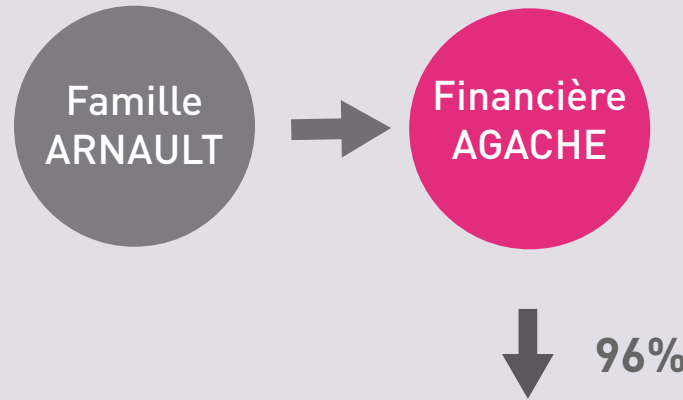 Famille
ARNAULT
Financière
AGACHE
96%